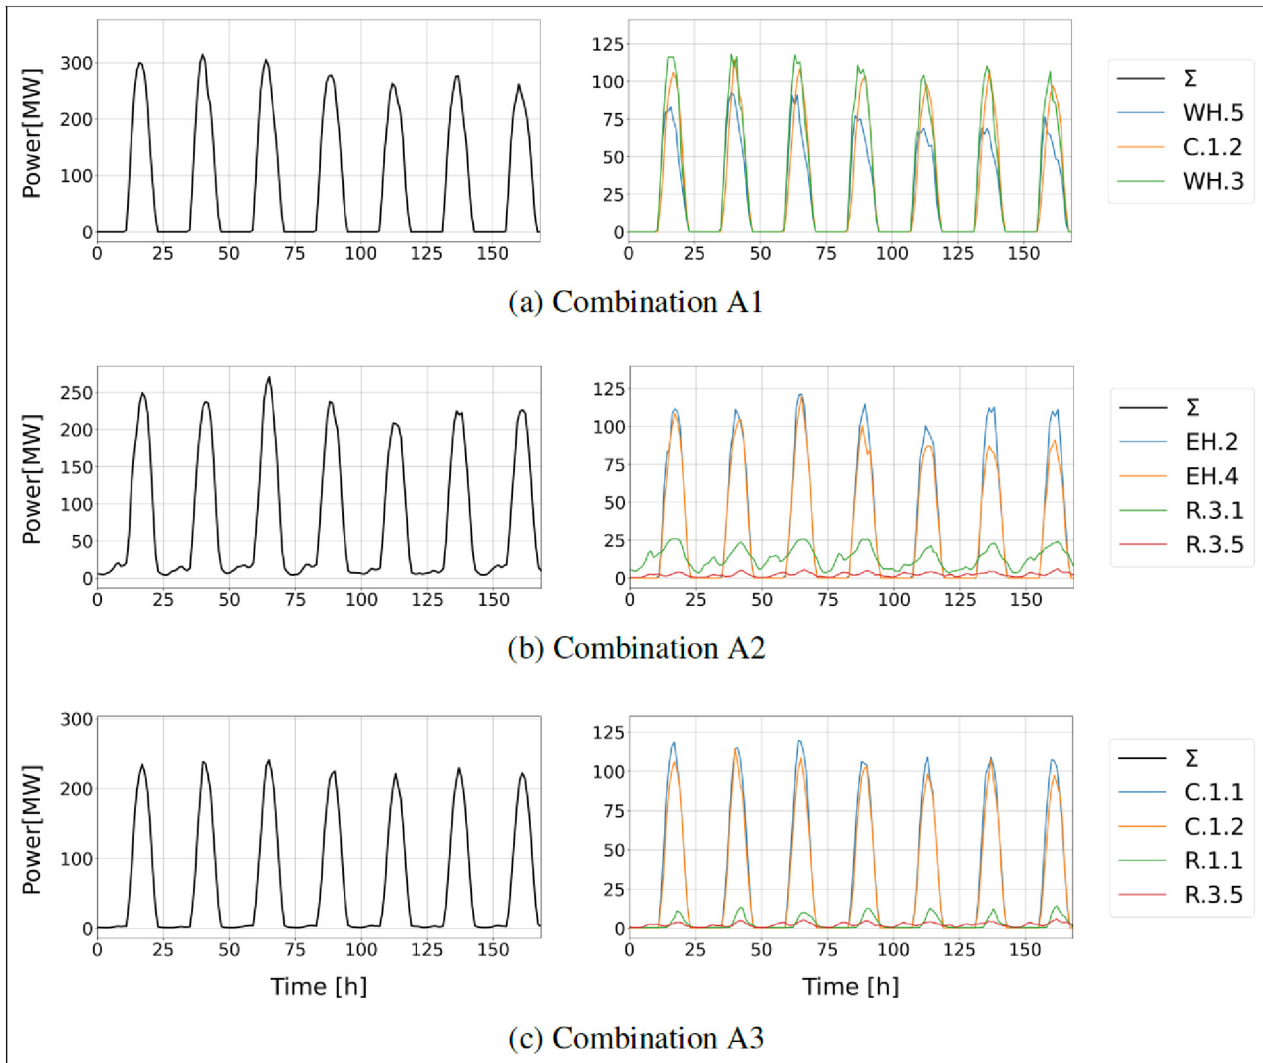 Power[MW]
300
200
100
0
0 25 50 75 100 125 150
125
100
75
50
25
0
0 25 50 75 100 125 150
Σ
WH.5
C.1.2
WH.3
(a) Combination A1
Power[MW]
250
200
150
100
50
0
0 25 50 75 100 125 150
125
100
75
50
25
0
0 25 50 75 100 125 150
Σ
EH.2
EH.4
R.3.1
R.3.5
(b) Combination A2
Power[MW]
300
200
100
0
0 25 50 75 100 125 150
Time [h]
125
100
75
50
25
0
0 25 50 75 100 125 150
Time [h]
Σ
C.1.1
C.1.2
R.1.1
R.3.5
(c) Combination A3